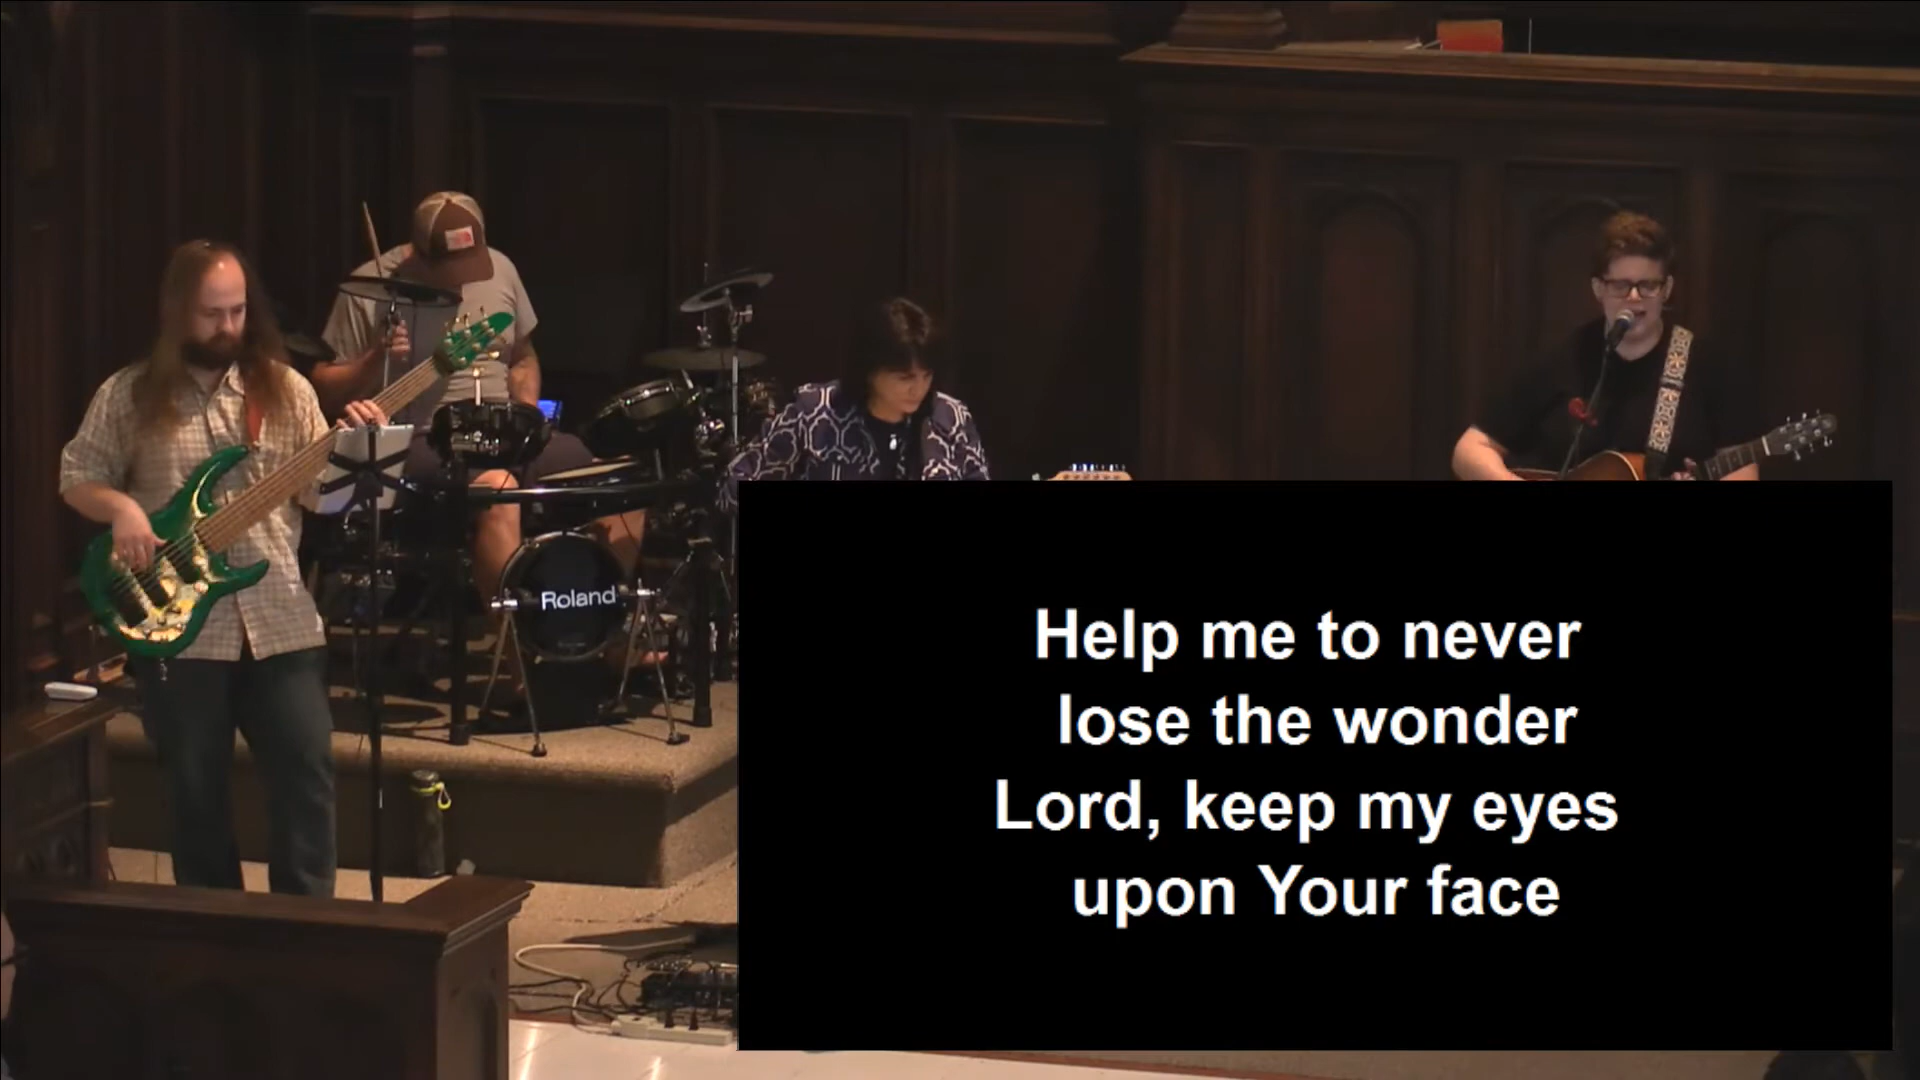 Roland
Help me to never
lose the wonder
Lord, keep my eyes
upon Your face